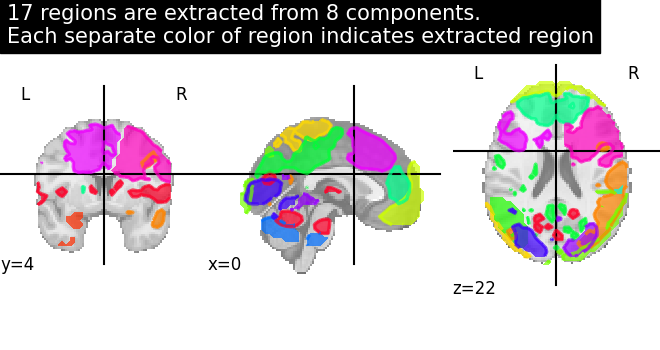 17 regions are extracted from 8 components.
Each separate color of region indicates extracted region
L R
L R
y=4
x=0
z=22